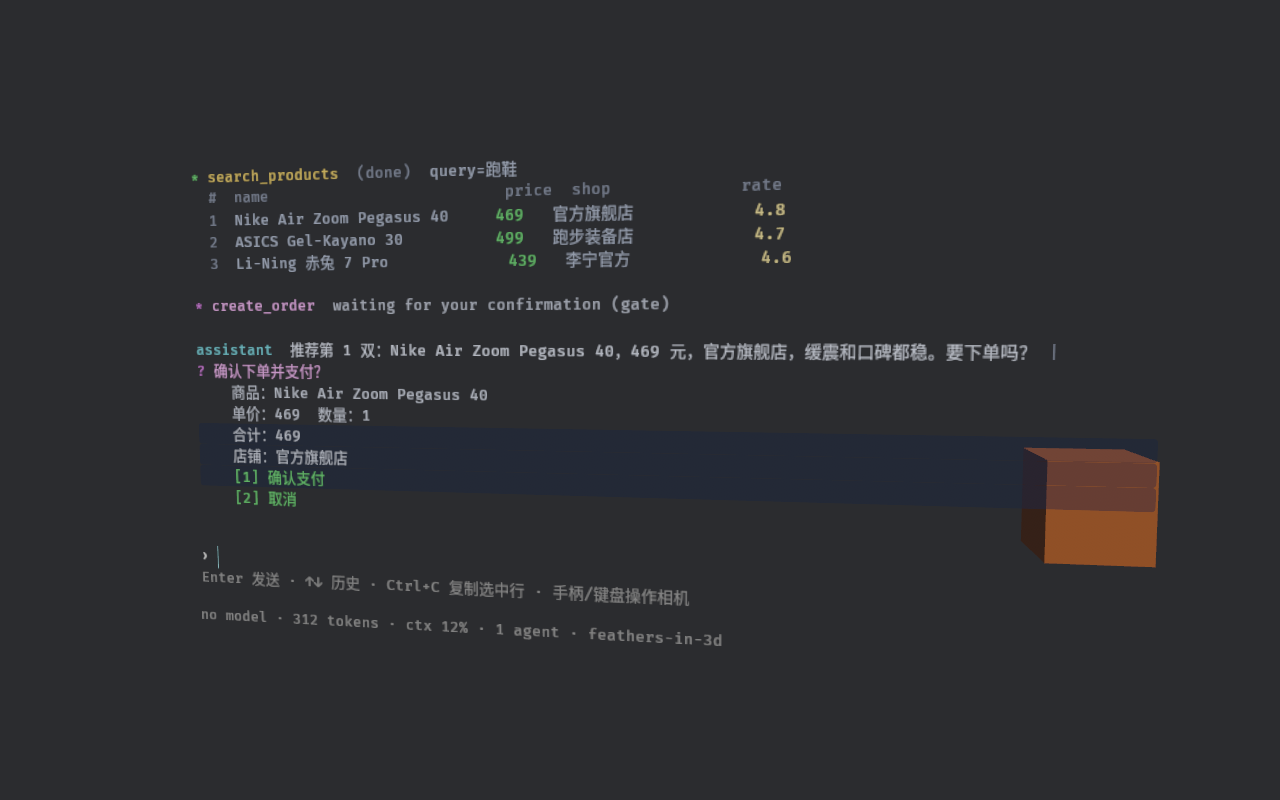 * search_products (done) query=跑鞋
# name price shop rate
1 Nike Air Zoom Pegasus 40 469 官方旗舰店 4.8
2 ASICS Gel-Kayano 30 499 跑步装备店 4.7
3 Li-Ning 赤兔 7 Pro 439 李宁官方 4.6
* create_order waiting for your confirmation (gate)
assistant 推荐第 1 双：Nike Air Zoom Pegasus 40，469 元，官方旗舰店，缓震和口碑都稳。要下单吗？
? 确认下单并支付？
商品：Nike Air Zoom Pegasus 40
单价：469 数量：1
合计：469
店铺：官方旗舰店
[1] 确认支付
[2] 取消
›
Enter 发送 · ↑↓ 历史 · Ctrl+C 复制选中行 · 手柄/键盘操作相机
no model · 312 tokens · ctx 12% · 1 agent · feathers-in-3d